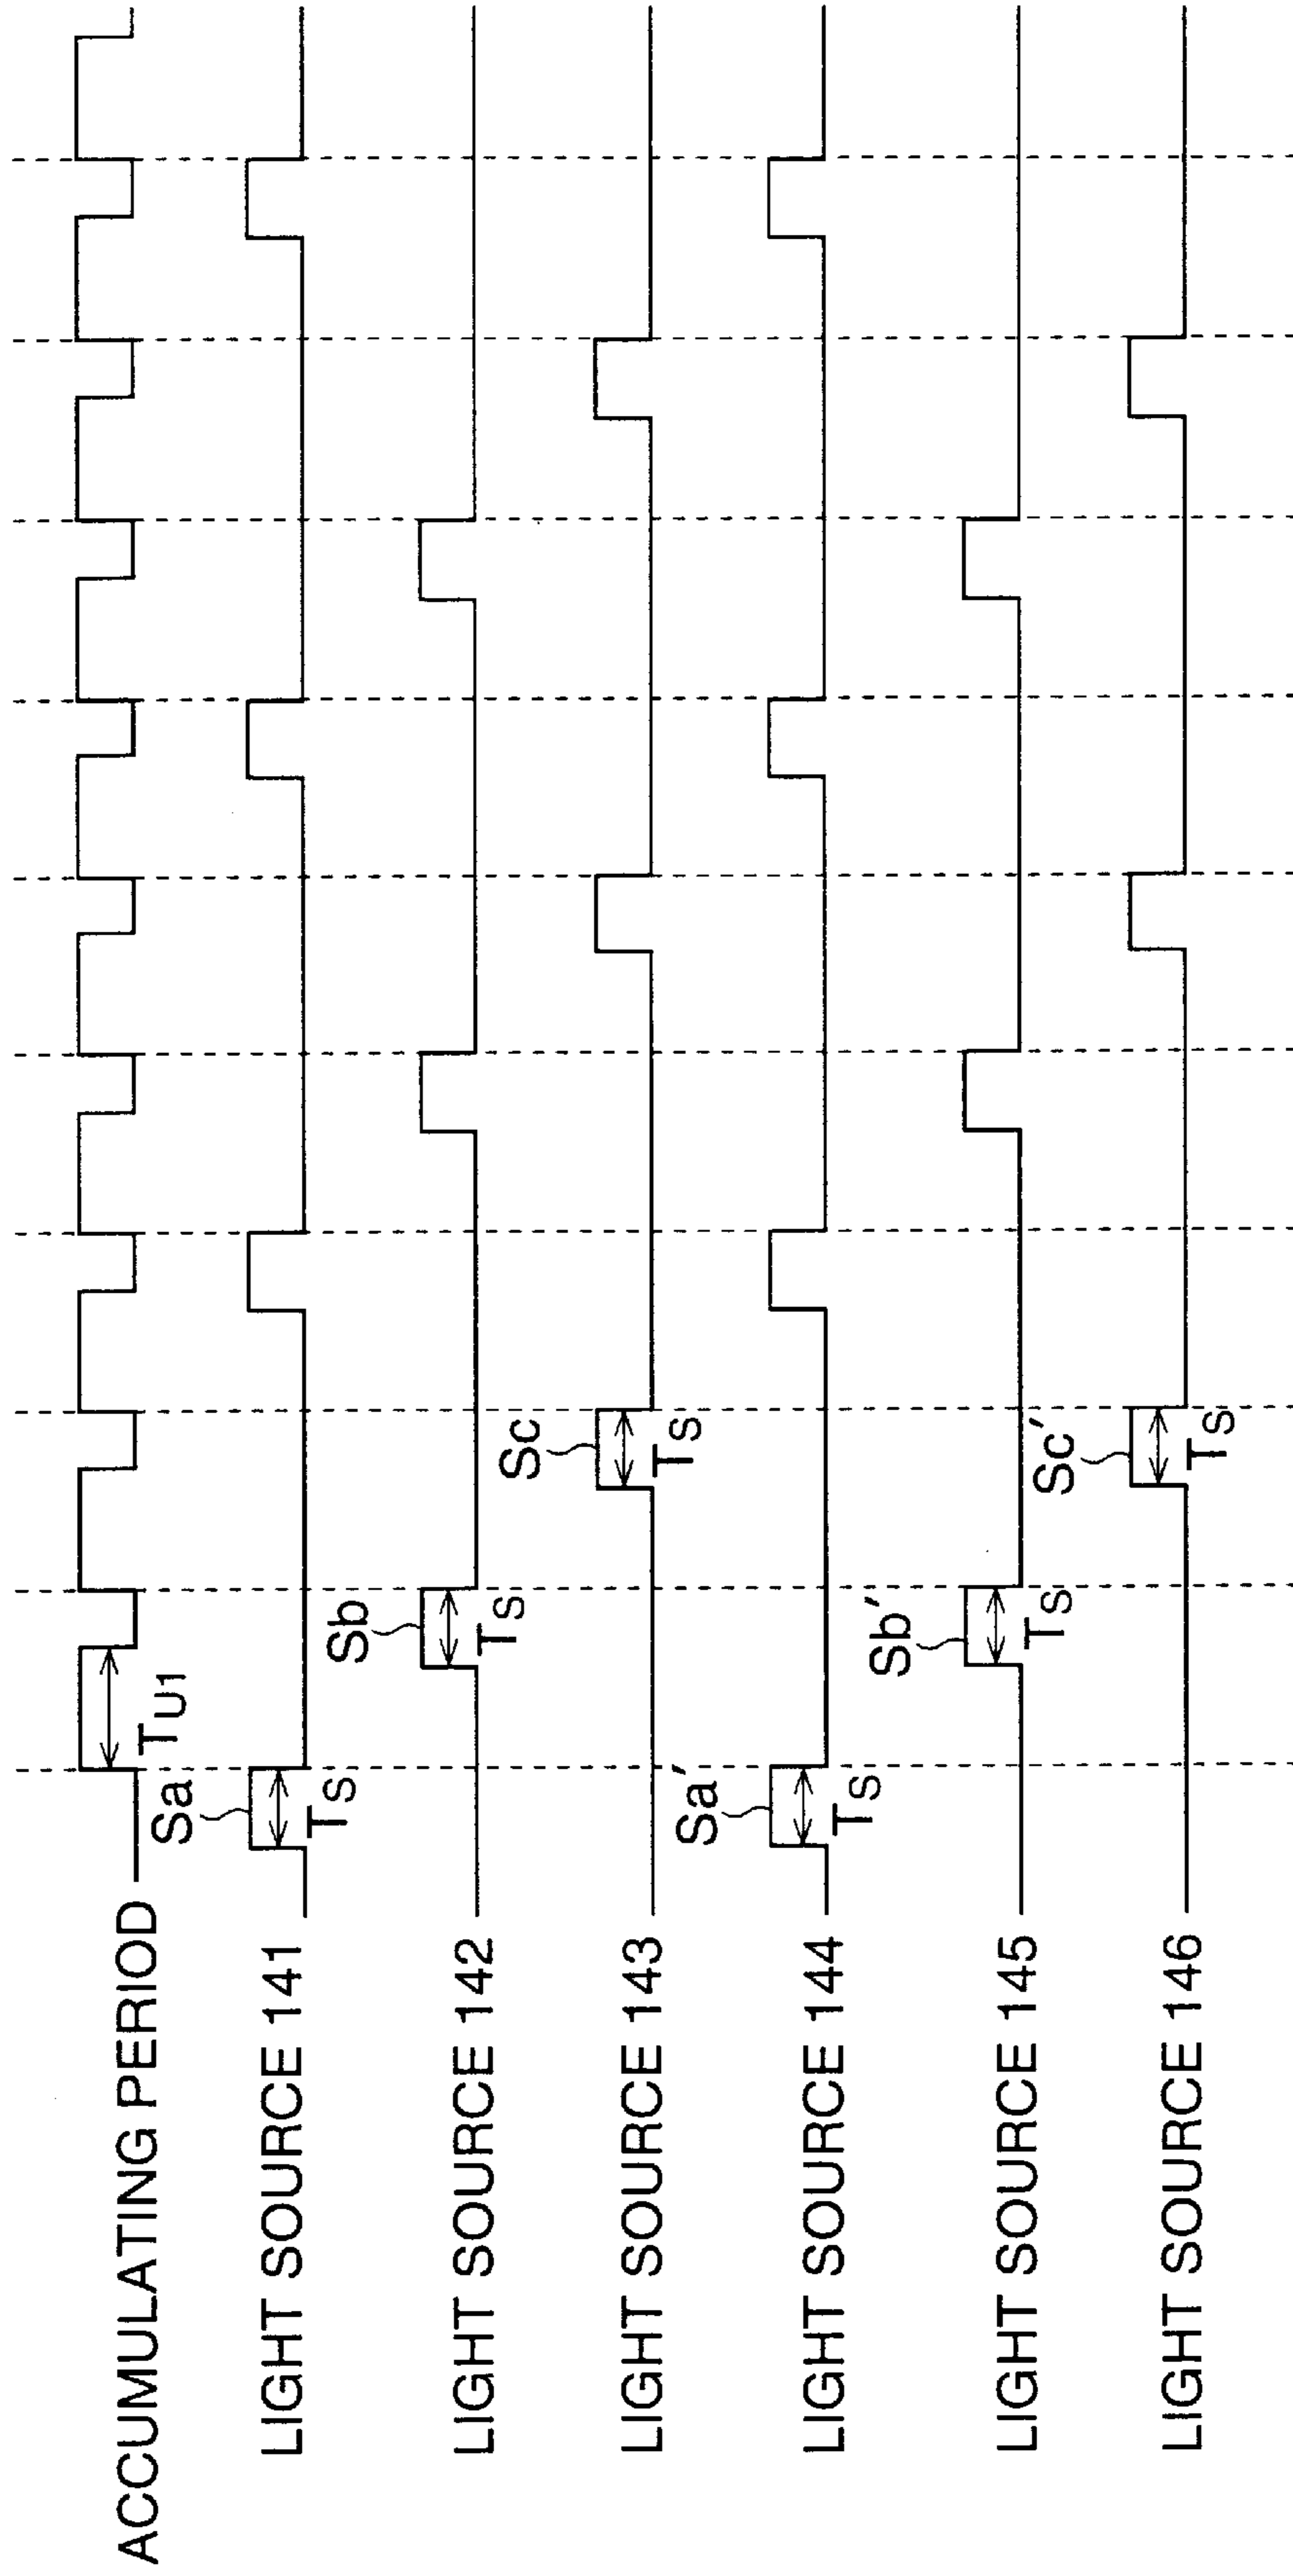 ACCUMULATING PERIOD
TU1
LIGHT SOURCE 141
Sa
TS
LIGHT SOURCE 142
Sb
TS
LIGHT SOURCE 143
Sc
TS
LIGHT SOURCE 144
Sa′
TS
LIGHT SOURCE 145
Sb′
TS
LIGHT SOURCE 146
Sc′
TS